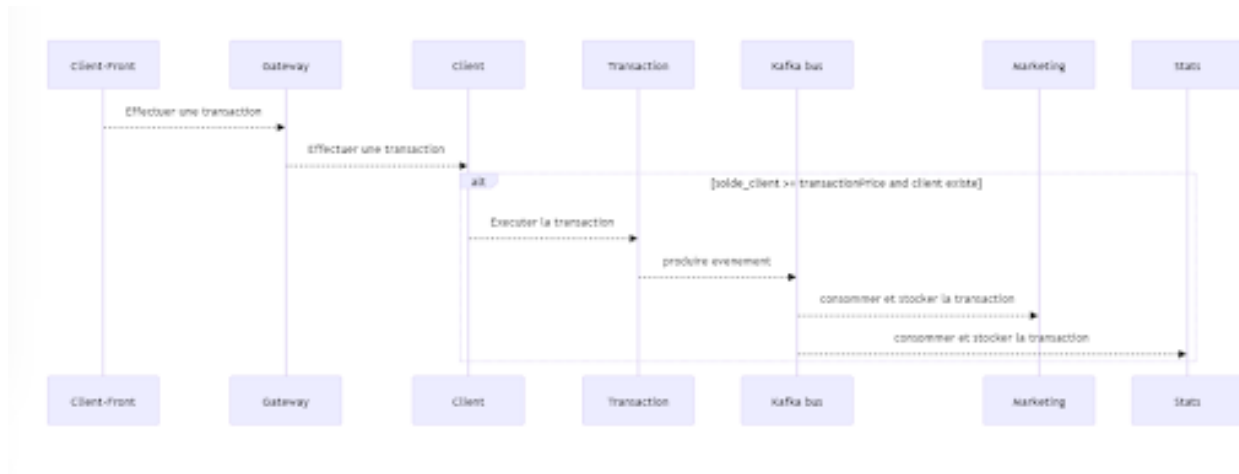 Client-Front Gateway Client Transaction Kafka bus Marketing Stats
Effectuer une transaction
Effectuer une transaction
alt [solde_client >= transactionPrice and client existe]
Executer la transaction
produire evenement
consommer et stocker la transaction
consommer et stocker la transaction
Client-Front Gateway Client Transaction Kafka bus Marketing Stats